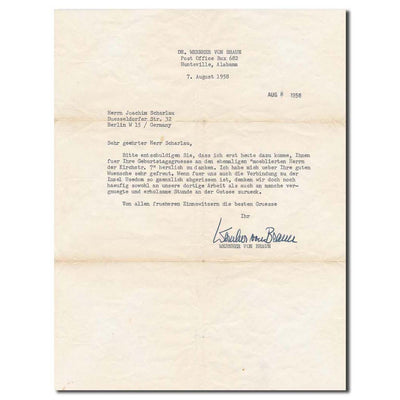 DR. WERNHER VON BRAUN
Post Office Box 682
Huntsville, Alabama
7. August 1958
AUG 8 1958
Herrn Joachim Scharlau
Duesseldorfer Str. 32
Berlin W 15 / Germany
Sehr geehrter Herr Scharlau,
Bitte entschuldigen Sie, dass ich erst heute dazu komme, Ihnen
fuer Ihre Geburtstagsgruesse an den ehemaligen "moeblierten Herrn
der Kirchstr. 7" herzlich zu danken. Ich habe mich ueber Ihre guten
Wuensche sehr gefreut. Wenn fuer uns auch die Verbindung zu der
Insel Usedom so gaenzlich abgerissen ist, denken wir doch noch
haeufig sowohl an unsere dortige Arbeit als auch an manche ver-
gnuegte und erholsame Stunde an der Ostsee zurueck.
Von allen frueheren Zinnowitzern die besten Gruesse
Ihr
Wernher von Braun
WERNHER VON BRAUN